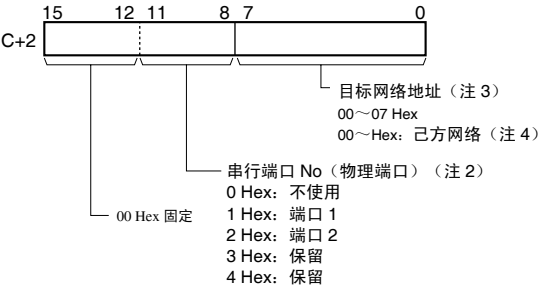 15 12 11 8 7 0
C+2
目标网络地址（注 3）
00～07 Hex
00～Hex：己方网络（注 4）
串行端口 No（物理端口）（注 2）
0 Hex：不使用
1 Hex：端口 1
00 Hex 固定
2 Hex：端口 2
3 Hex：保留
4 Hex：保留